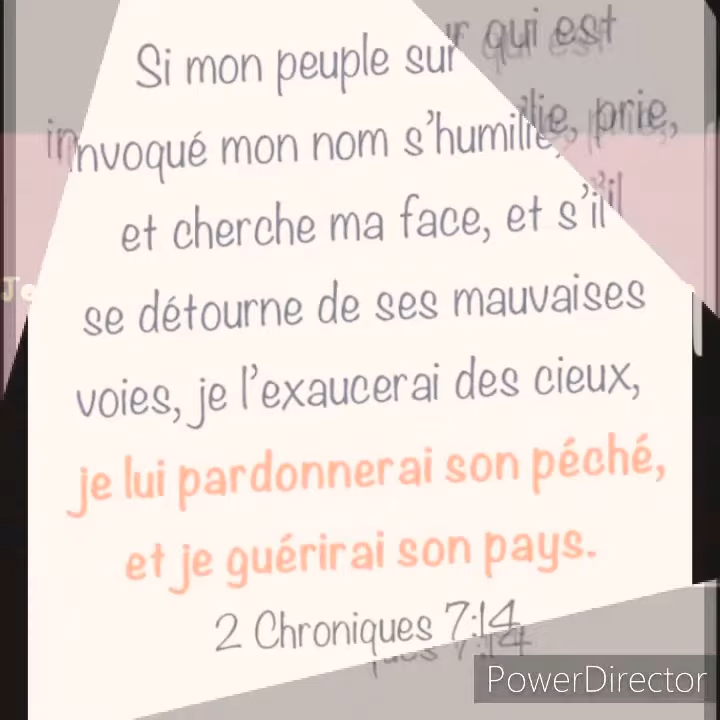 Si mon peuple sur qui est
invoqué mon nom s'humilie, prie,
et cherche ma face, et s'il
se détourne de ses mauvaises
voies, je l'exaucerai des cieux,
je lui pardonnerai son péché,
et je guérirai son pays.
2 Chroniques 7:14
PowerDirector